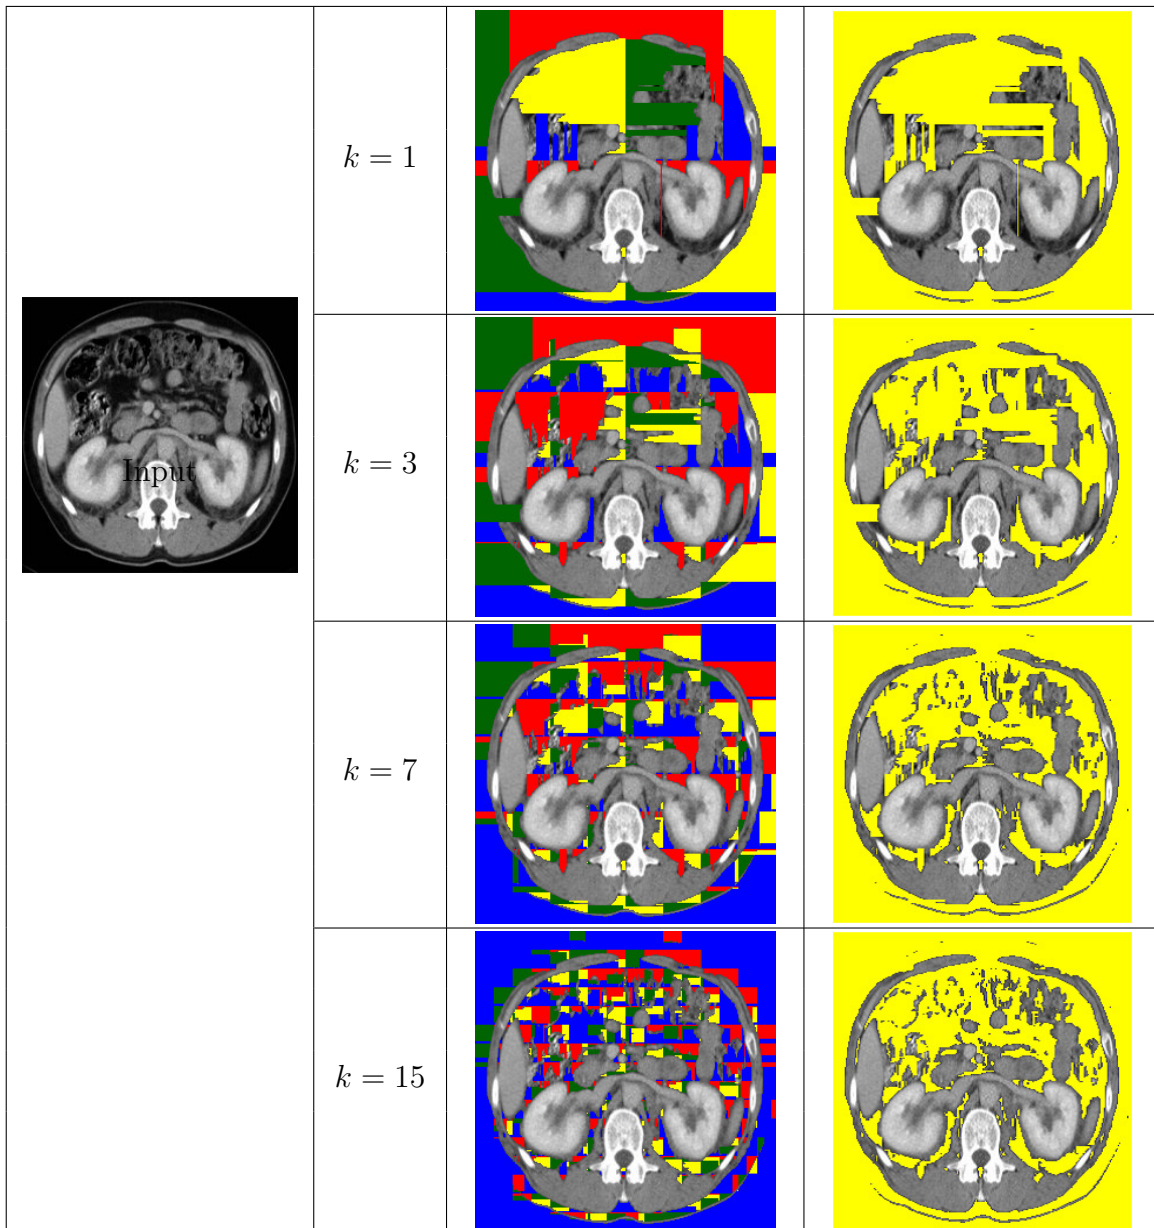 k = 1
Input
k = 3
k = 7
k = 15